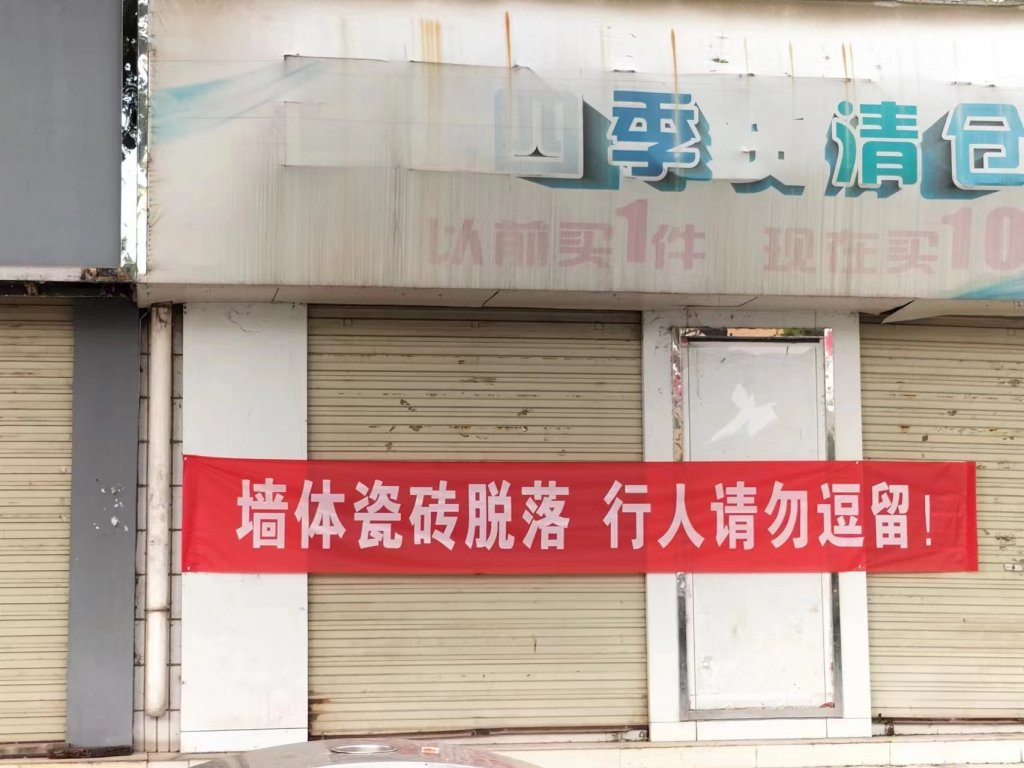 四季 清仓
以前买1件 现在买10
墙体瓷砖脱落 行人请勿逗留！